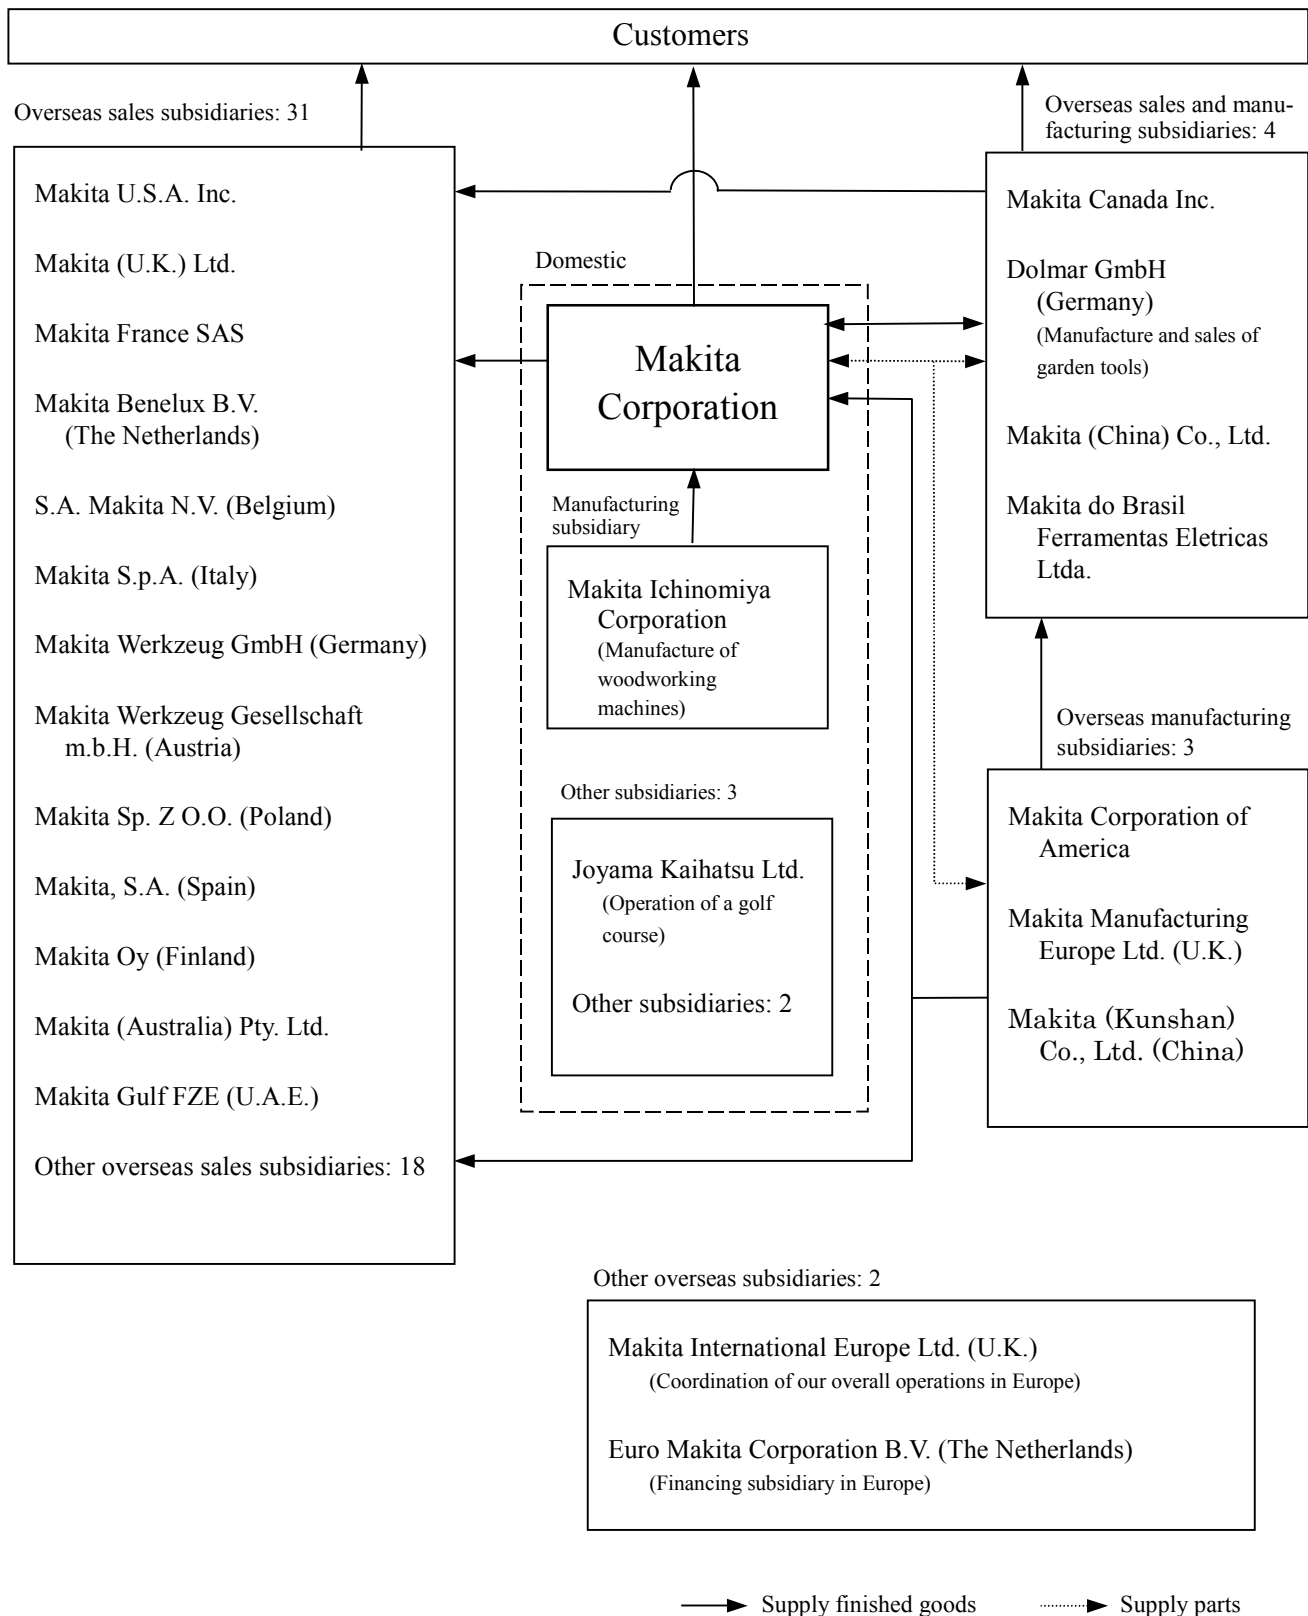 Customers
Overseas sales subsidiaries: 31
Makita U.S.A. Inc.
Makita (U.K.) Ltd.
Makita France SAS
Makita Benelux B.V.
(The Netherlands)
S.A. Makita N.V. (Belgium)
Makita S.p.A. (Italy)
Makita Werkzeug GmbH (Germany)
Makita Werkzeug Gesellschaft
m.b.H. (Austria)
Makita Sp. Z O.O. (Poland)
Makita, S.A. (Spain)
Makita Oy (Finland)
Makita (Australia) Pty. Ltd.
Makita Gulf FZE (U.A.E.)
Other overseas sales subsidiaries: 18
Domestic
Makita
Corporation
Manufacturing
subsidiary
Makita Ichinomiya
Corporation
(Manufacture of
woodworking
machines)
Other subsidiaries: 3
Joyama Kaihatsu Ltd.
(Operation of a golf
course)
Other subsidiaries: 2
Overseas sales and manu-
facturing subsidiaries: 4
Makita Canada Inc.
Dolmar GmbH
(Germany)
(Manufacture and sales of
garden tools)
Makita (China) Co., Ltd.
Makita do Brasil
Ferramentas Eletricas
Ltda.
Overseas manufacturing
subsidiaries: 3
Makita Corporation of
America
Makita Manufacturing
Europe Ltd. (U.K.)
Makita (Kunshan)
Co., Ltd. (China)
Other overseas subsidiaries: 2
Makita International Europe Ltd. (U.K.)
(Coordination of our overall operations in Europe)
Euro Makita Corporation B.V. (The Netherlands)
(Financing subsidiary in Europe)
Supply finished goods
Supply parts